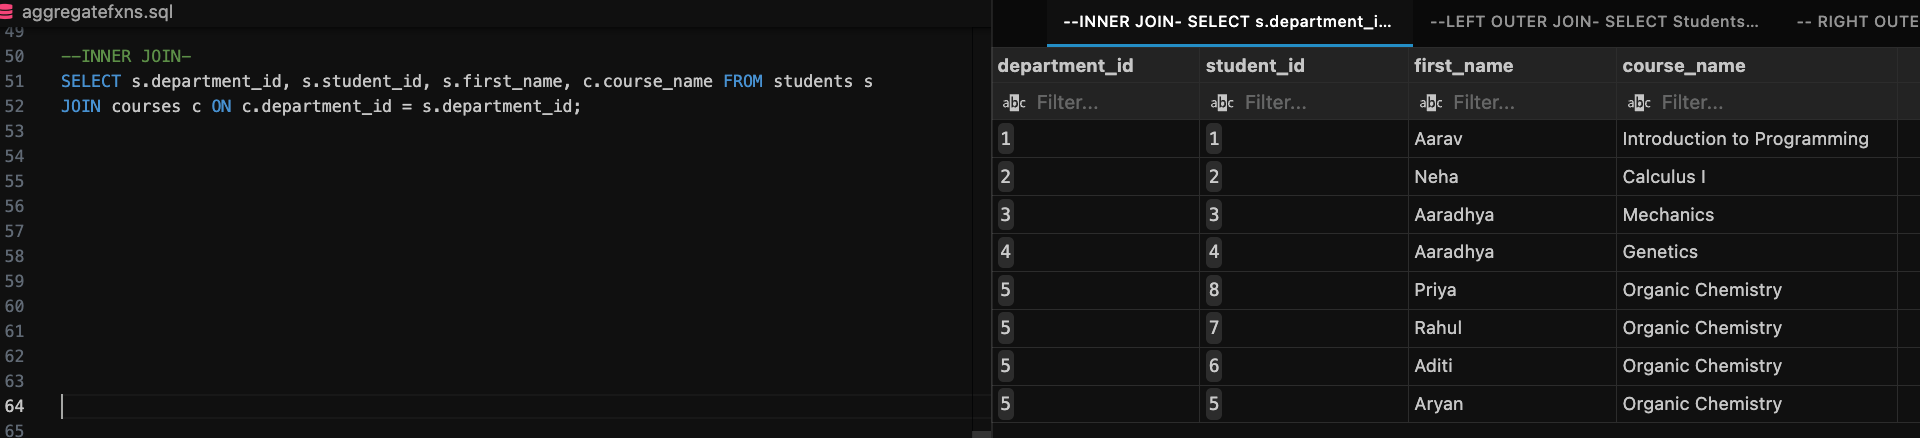 aggregatefxns.sql
49
50 --INNER JOIN-
51 SELECT s.department_id, s.student_id, s.first_name, c.course_name FROM students s
52 JOIN courses c ON c.department_id = s.department_id;
53
54
55
56
57
58
59
60
61
62
63
64
65
--INNER JOIN- SELECT s.department_i... --LEFT OUTER JOIN- SELECT Students... -- RIGHT OUTE
department_id student_id first_name course_name
abc Filter... abc Filter... abc Filter... abc Filter...
1 1 Aarav Introduction to Programming
2 2 Neha Calculus I
3 3 Aaradhya Mechanics
4 4 Aaradhya Genetics
5 8 Priya Organic Chemistry
5 7 Rahul Organic Chemistry
5 6 Aditi Organic Chemistry
5 5 Aryan Organic Chemistry